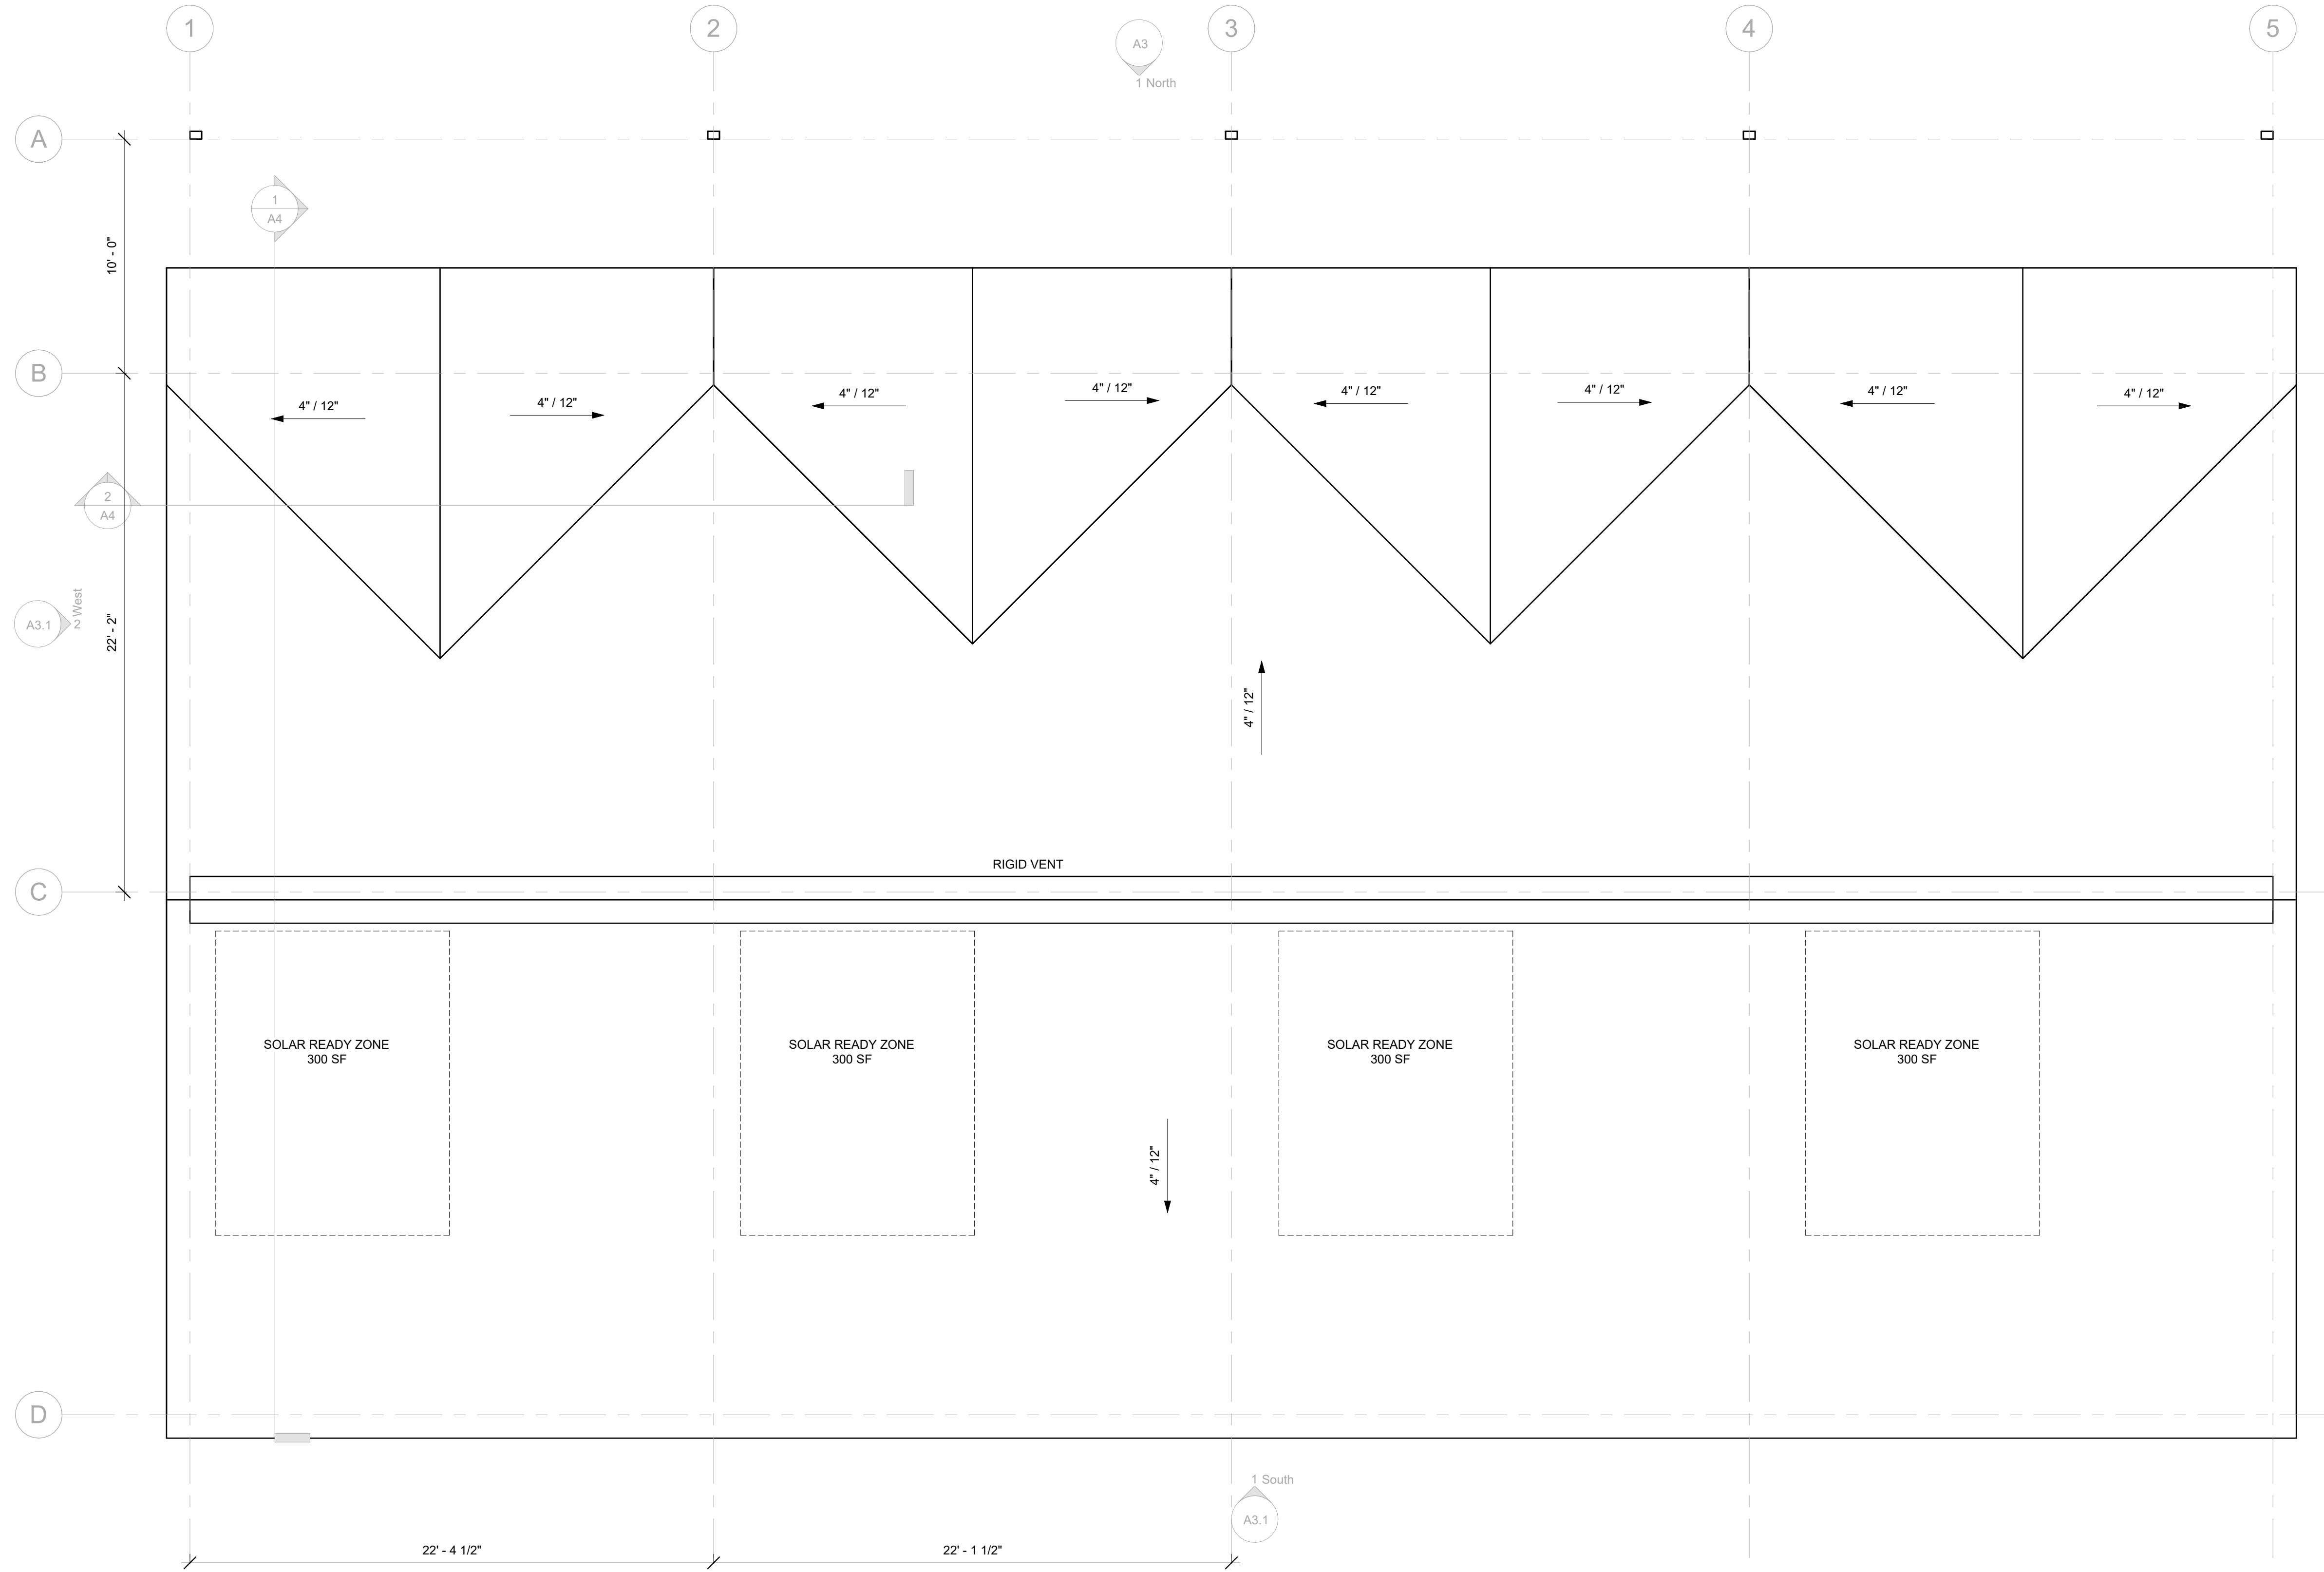 1
2
3
4
5
A3
1 North
A
1
A4
10' - 0"
B
4" / 12"
4" / 12"
4" / 12"
4" / 12"
4" / 12"
4" / 12"
4" / 12"
4" / 12"
2
A4
A3.1
2 West
22' - 2"
4" / 12"
RIGID VENT
C
SOLAR READY ZONE
300 SF
SOLAR READY ZONE
300 SF
SOLAR READY ZONE
300 SF
SOLAR READY ZONE
300 SF
4" / 12"
D
1 South
A3.1
22' - 4 1/2"
22' - 1 1/2"